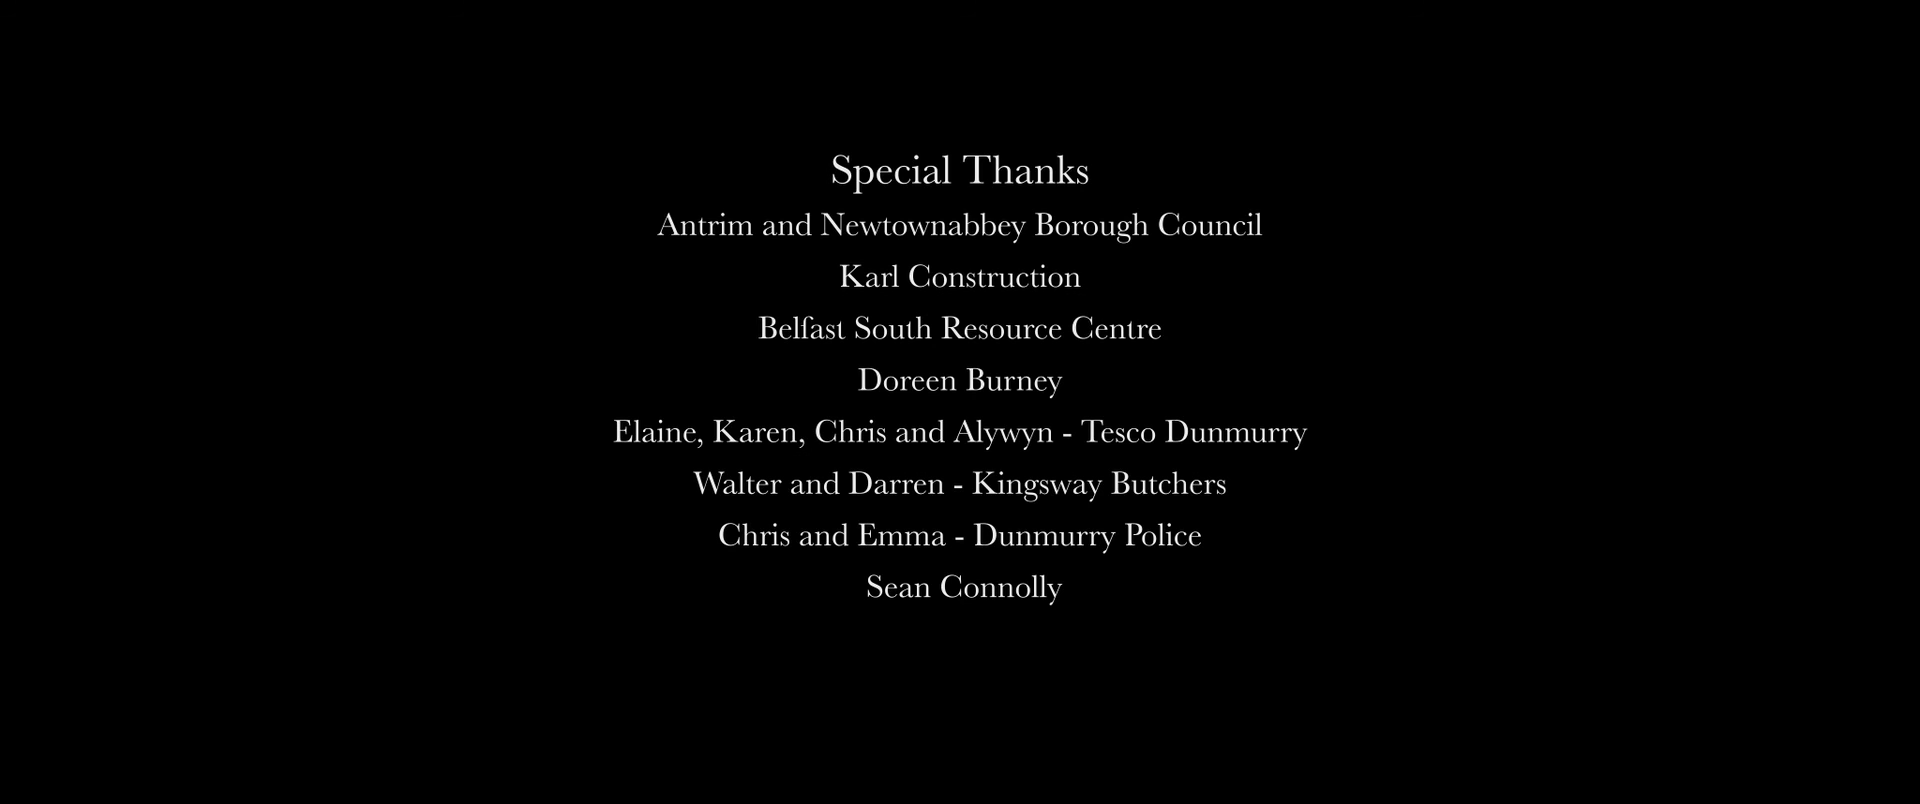 Special Thanks
Antrim and Newtownabbey Borough Council
Karl Construction
Belfast South Resource Centre
Doreen Burney
Elaine, Karen, Chris and Alywyn - Tesco Dunmurry
Walter and Darren - Kingsway Butchers
Chris and Emma - Dunmurry Police
Sean Connolly